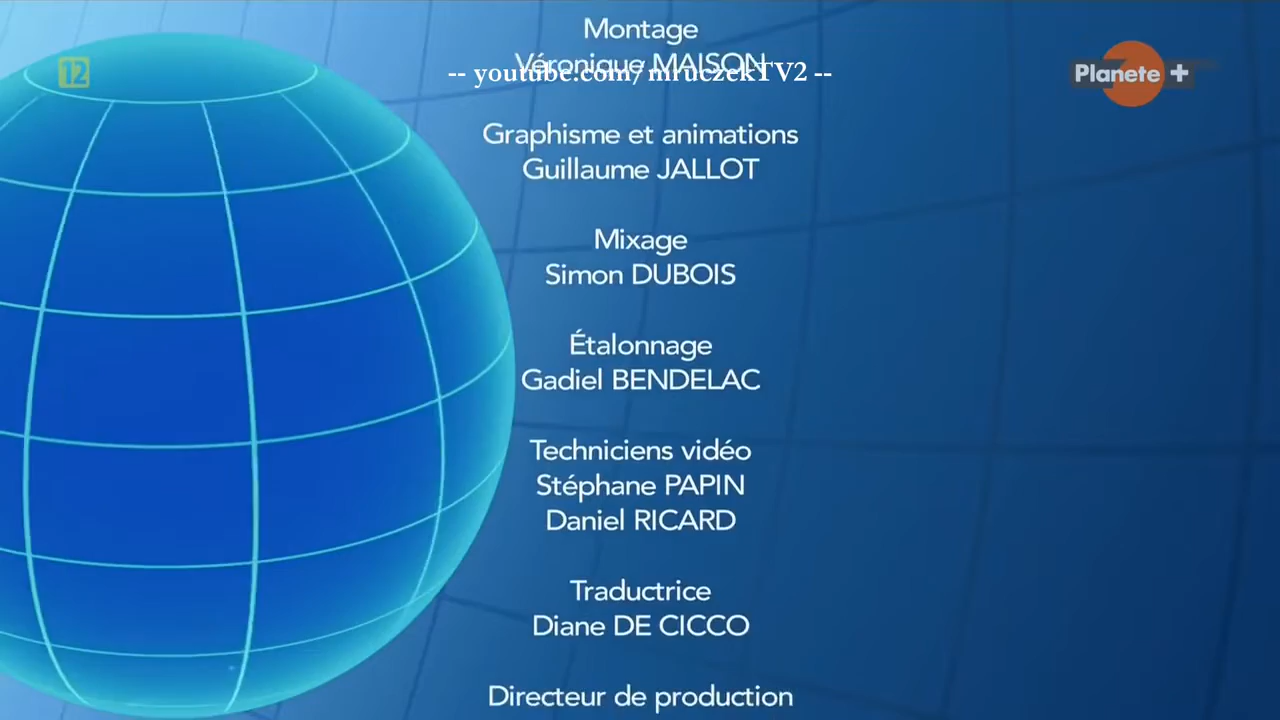 Montage
Véronique MAISON
-- youtube.com/mruczekTV2 --
12
Planete +
Graphisme et animations
Guillaume JALLOT
Mixage
Simon DUBOIS
Étalonnage
Gadiel BENDELAC
Techniciens vidéo
Stéphane PAPIN
Daniel RICARD
Traductrice
Diane DE CICCO
Directeur de production